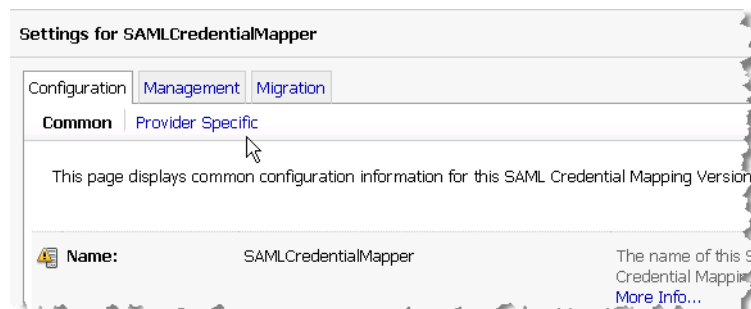 Settings for SAMLCredentialMapper
Configuration Management Migration
Common Provider Specific
This page displays common configuration information for this SAML Credential Mapping Version
Name: SAMLCredentialMapper The name of this
Credential Mapping
More Info...